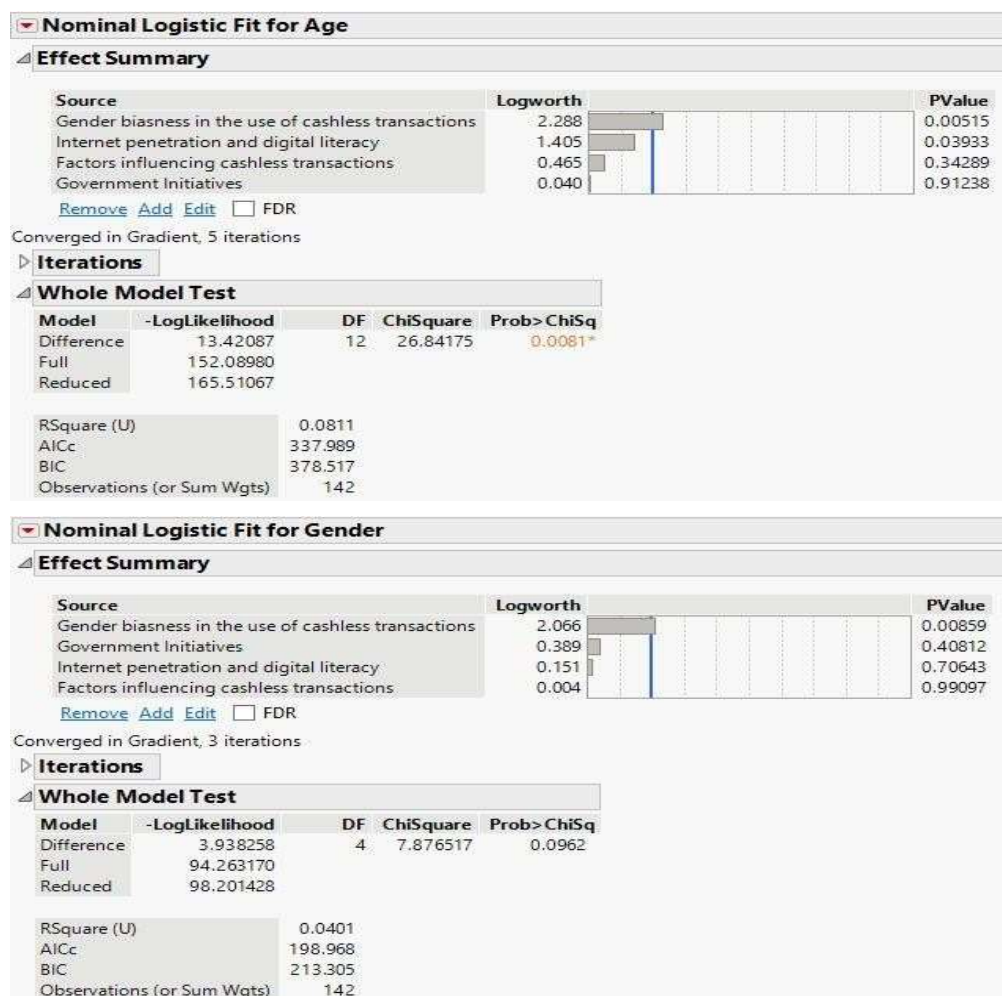 Nominal Logistic Fit for Age
Effect Summary
Source Logworth PValue
Gender biasness in the use of cashless transactions 2.288 0.00515
Internet penetration and digital literacy 1.405 0.03933
Factors influencing cashless transactions 0.465 0.34289
Government Initiatives 0.040 0.91238
Remove Add Edit FDR
Converged in Gradient, 5 iterations
Iterations
Whole Model Test
Model -LogLikelihood DF ChiSquare Prob>ChiSq
Difference 13.42087 12 26.84175 0.0081*
Full 152.08980
Reduced 165.51067
RSquare (U) 0.0811
AICc 337.989
BIC 378.517
Observations (or Sum Wgts) 142
Nominal Logistic Fit for Gender
Effect Summary
Source Logworth PValue
Gender biasness in the use of cashless transactions 2.066 0.00859
Government Initiatives 0.389 0.40812
Internet penetration and digital literacy 0.151 0.70643
Factors influencing cashless transactions 0.004 0.99097
Remove Add Edit FDR
Converged in Gradient, 3 iterations
Iterations
Whole Model Test
Model -LogLikelihood DF ChiSquare Prob>ChiSq
Difference 3.938258 4 7.876517 0.0962
Full 94.263170
Reduced 98.201428
RSquare (U) 0.0401
AICc 198.968
BIC 213.305
Observations (or Sum Wgts) 142